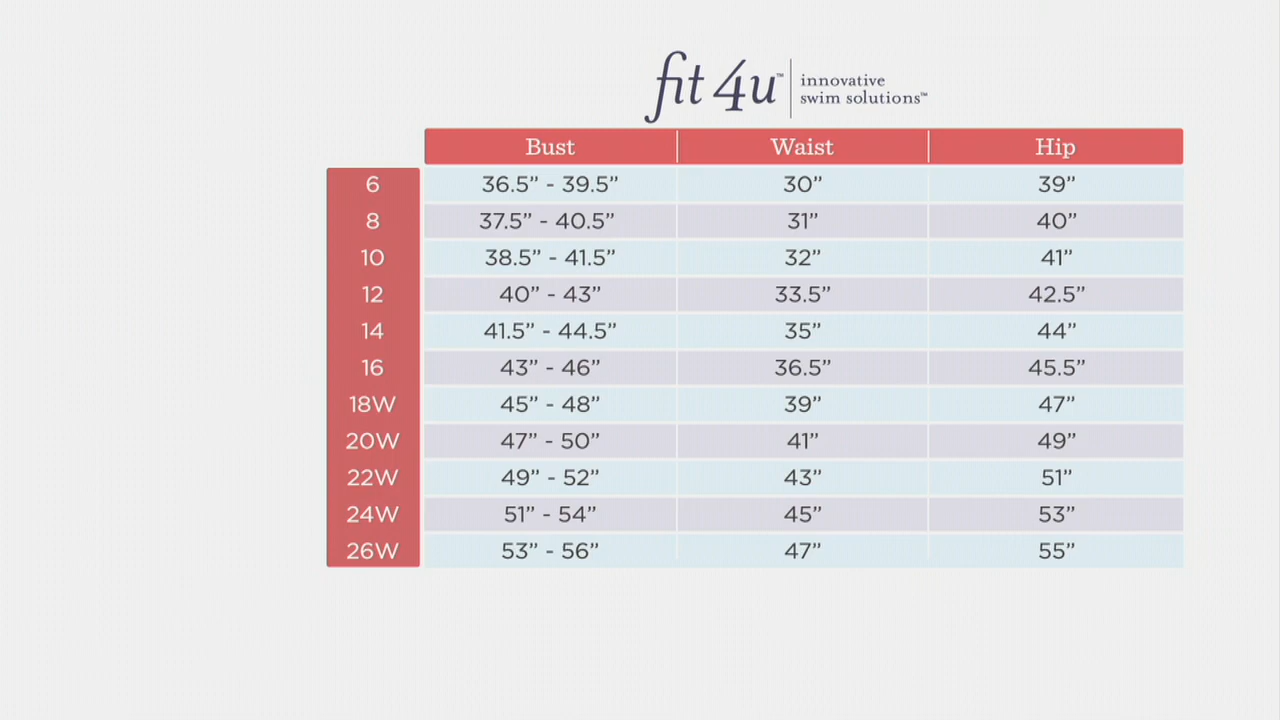 fit 4u™ innovative
swim solutions™
Bust Waist Hip
6 36.5” - 39.5” 30” 39”
8 37.5” - 40.5” 31” 40”
10 38.5” - 41.5” 32” 41”
12 40” - 43” 33.5” 42.5”
14 41.5” - 44.5” 35” 44”
16 43” - 46” 36.5” 45.5”
18W 45” - 48” 39” 47”
20W 47” - 50” 41” 49”
22W 49” - 52” 43” 51”
24W 51” - 54” 45” 53”
26W 53” - 56” 47” 55”